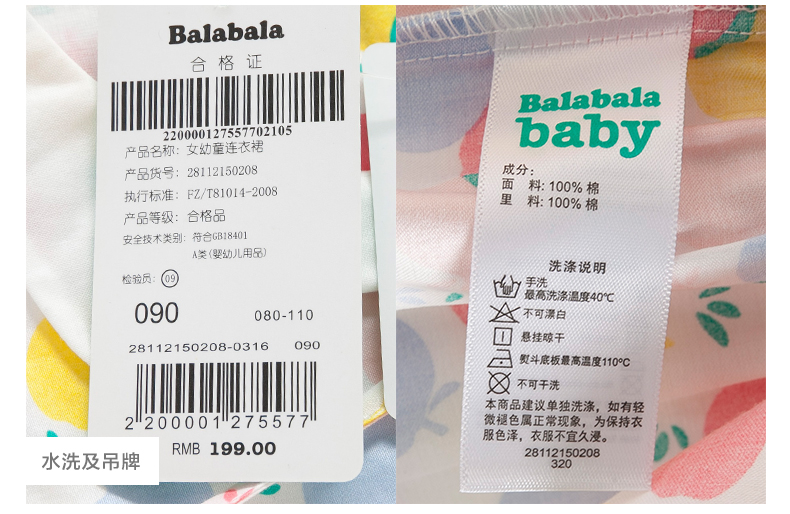 Balabala
合格证
220000127557702105
产品名称：女幼童连衣裙
产品货号：28112150208
执行标准：FZ/T81014-2008
产品等级：合格品
安全技术类别：符合GB18401
A类(婴幼儿用品)
检验员：09
090 080-110
28112150208-0316 090
2 200001 275577
RMB 199.00
水洗及吊牌
Balabala
baby
成分：
面 料：100% 棉
里 料：100% 棉
洗涤说明
手洗
最高洗涤温度40℃
不可漂白
悬挂晾干
熨斗底板最高温度110℃
不可干洗
本商品建议单独洗涤，如有轻
微褪色属正常现象，为保持衣
服色泽，衣服不宜久浸。
28112150208
320